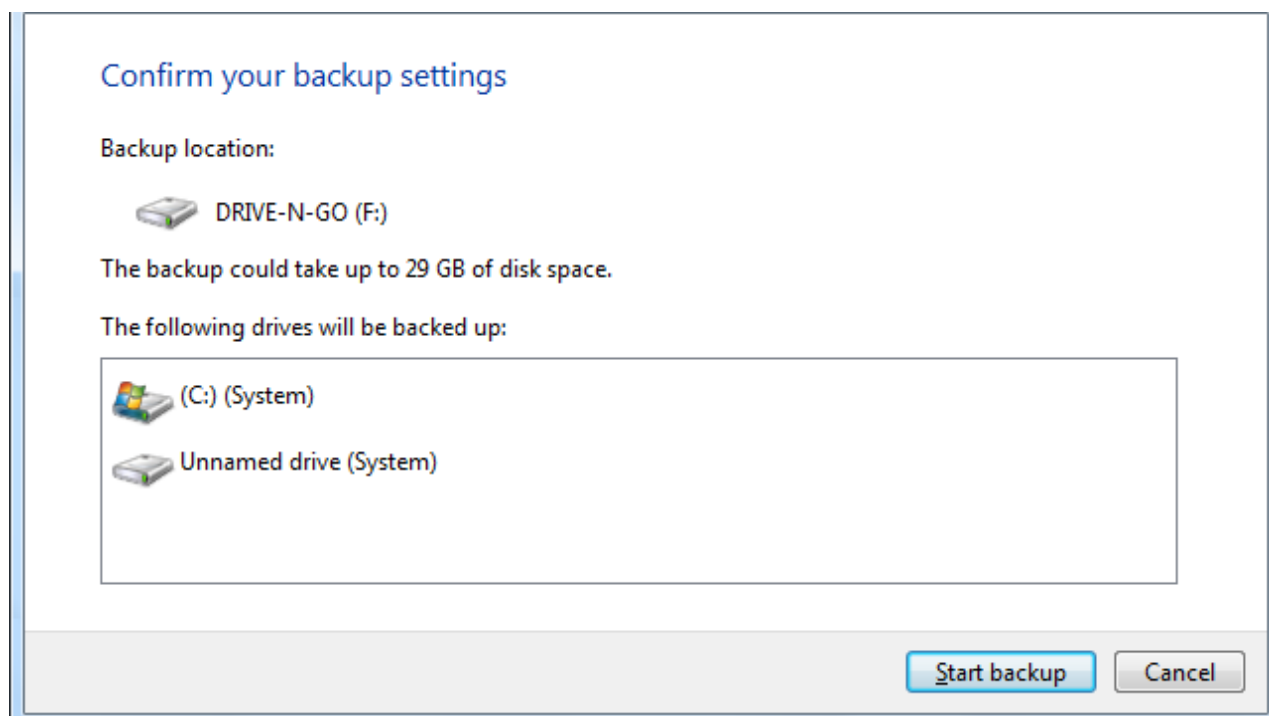 Confirm your backup settings
Backup location:
DRIVE-N-GO (F:)
The backup could take up to 29 GB of disk space.
The following drives will be backed up:
(C:) (System)
Unnamed drive (System)
Start backup Cancel